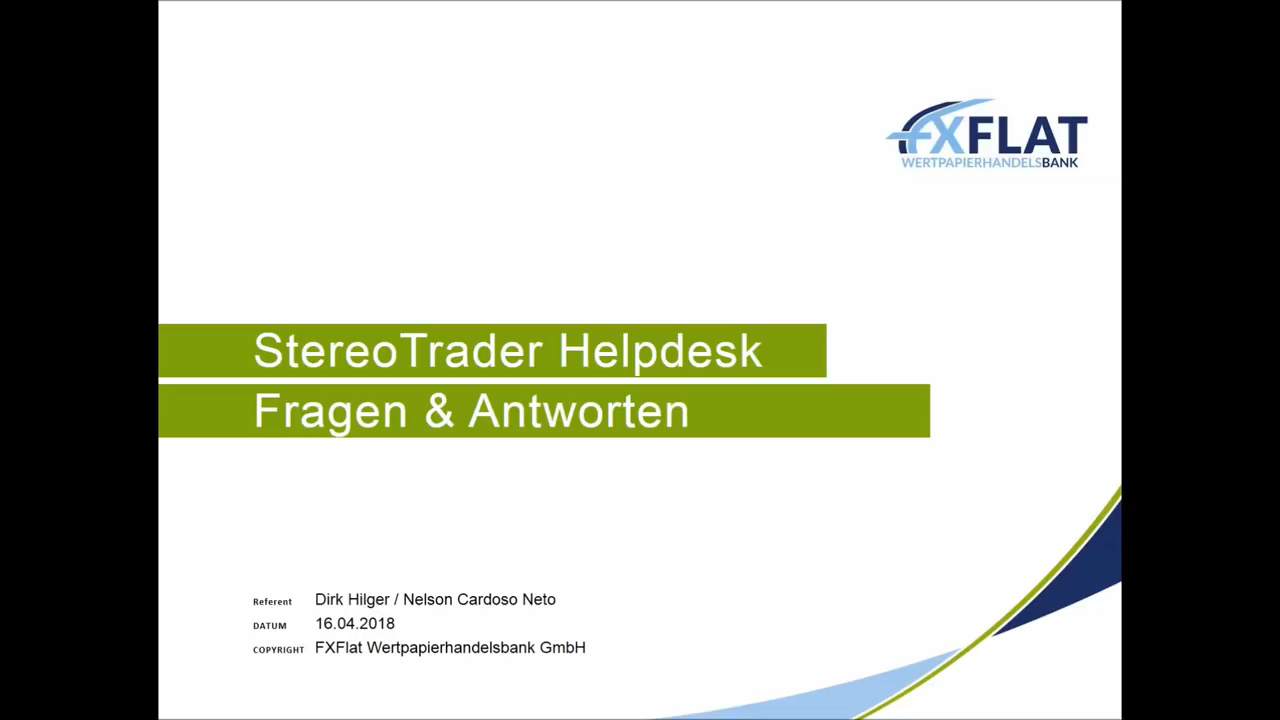 FXFLAT
WERTPAPIERHANDELSBANK
StereoTrader Helpdesk
Fragen & Antworten
Referent Dirk Hilger / Nelson Cardoso Neto
DATUM 16.04.2018
COPYRIGHT FXFlat Wertpapierhandelsbank GmbH